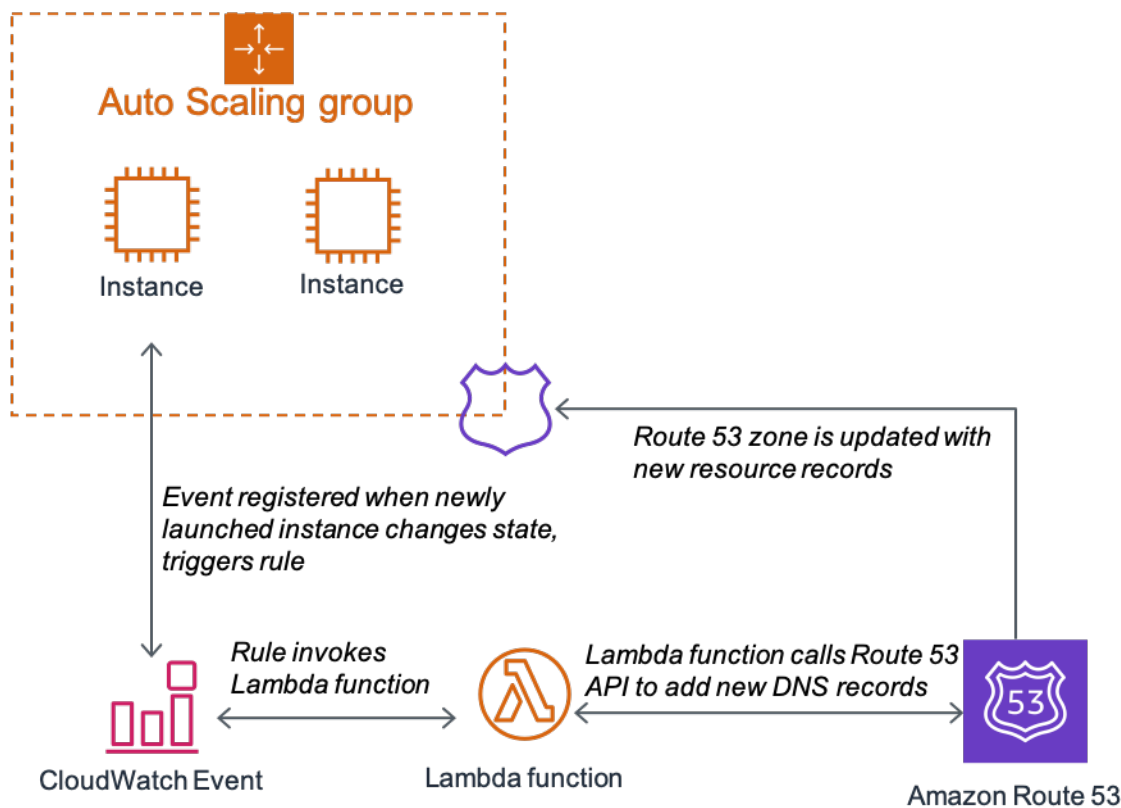 Auto Scaling group
Instance
Instance
Route 53 zone is updated with
new resource records
Event registered when newly
launched instance changes state,
triggers rule
Rule invokes
Lambda function
Lambda function calls Route 53
API to add new DNS records
53
CloudWatch Event
Lambda function
Amazon Route 53